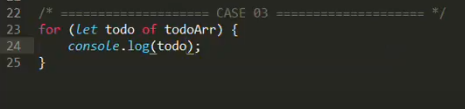 22 /* ==================== CASE 03 ==================== */
23 for (let todo of todoArr) {
24     console.log(todo);
25 }